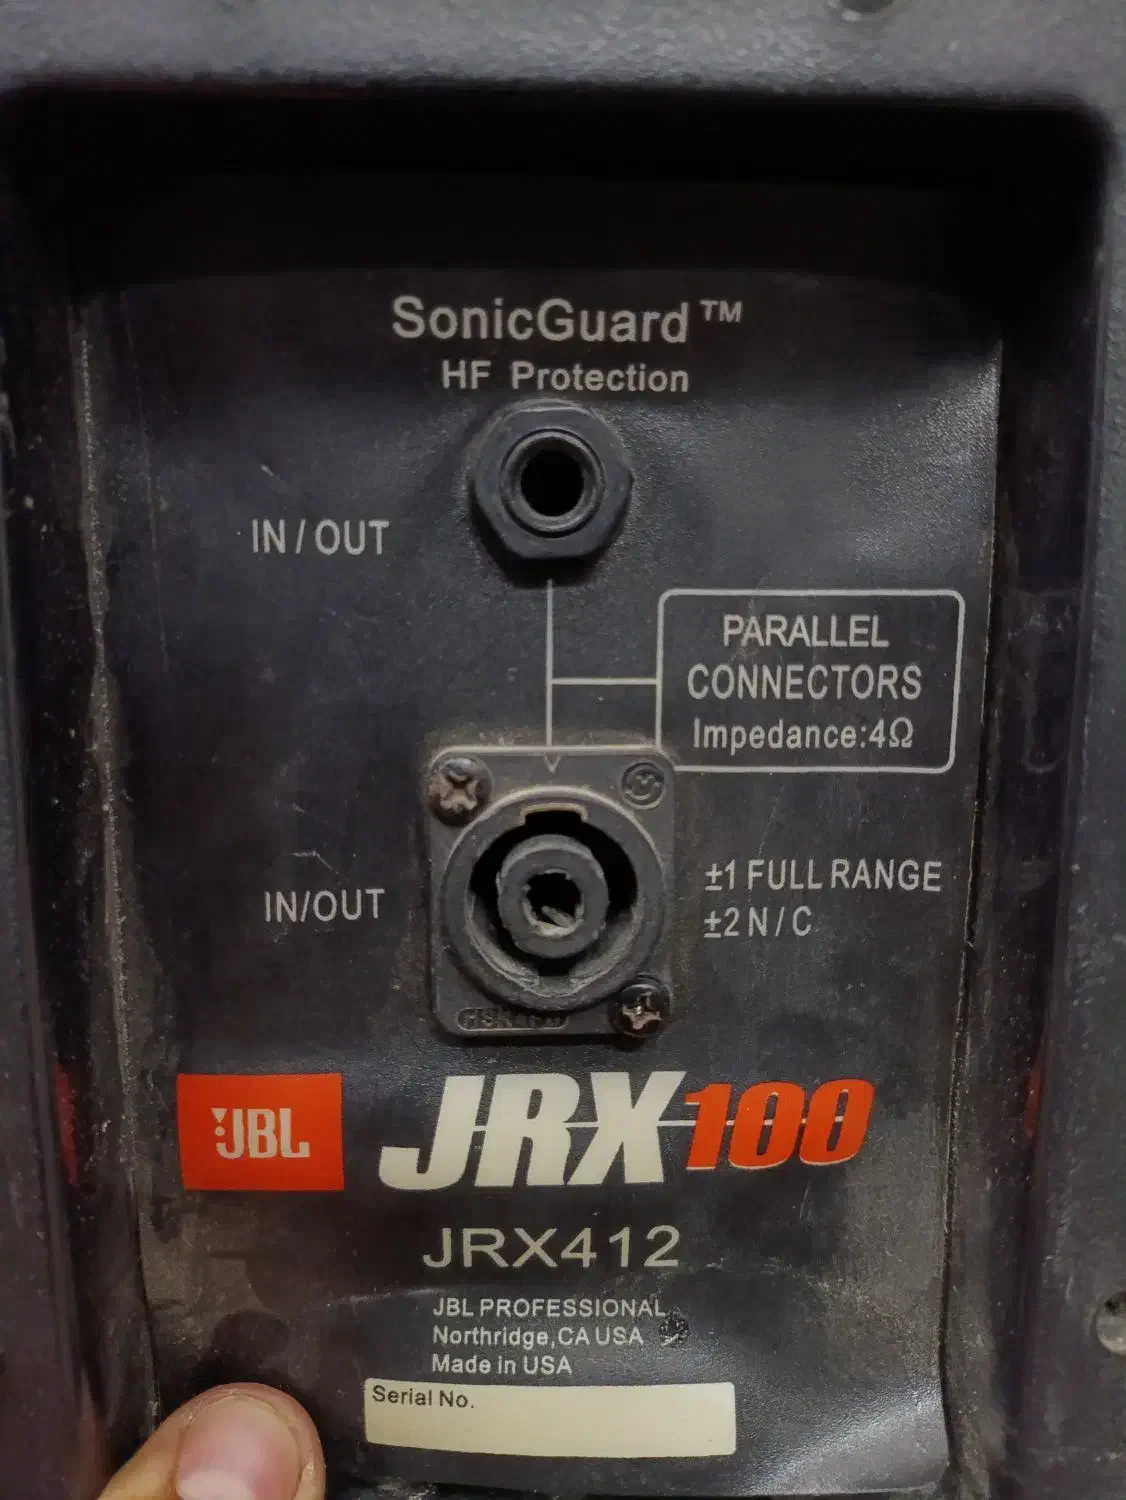 SonicGuard™
HF Protection
IN / OUT
PARALLEL
CONNECTORS
Impedance:4Ω
IN/OUT
±1 FULL RANGE
±2 N / C
JBL
JRX100
JRX412
JBL PROFESSIONAL
Northridge,CA USA
Made in USA
Serial No.